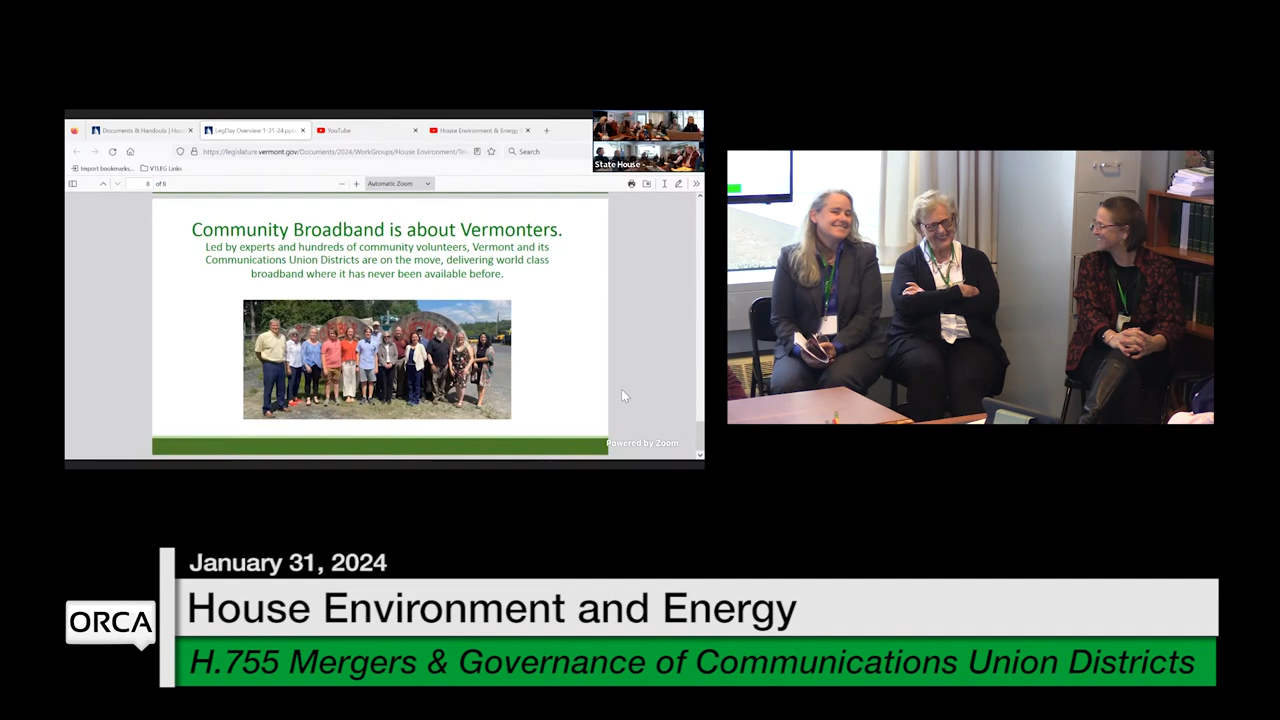 Documents & Handouts | Hous
LegDay Overview 1-31-24.ppt
YouTube
House Environment & Energy
https://legislature.vermont.gov/Documents/2024/WorkGroups/House Environment/Te
Search
Import bookmarks...
VTLEG Links
8 of 8
Automatic Zoom
State House -
Community Broadband is about Vermonters.
Led by experts and hundreds of community volunteers, Vermont and its
Communications Union Districts are on the move, delivering world class
broadband where it has never been available before.
Powered by Zoom
January 31, 2024
ORCA
House Environment and Energy
H.755 Mergers & Governance of Communications Union Districts